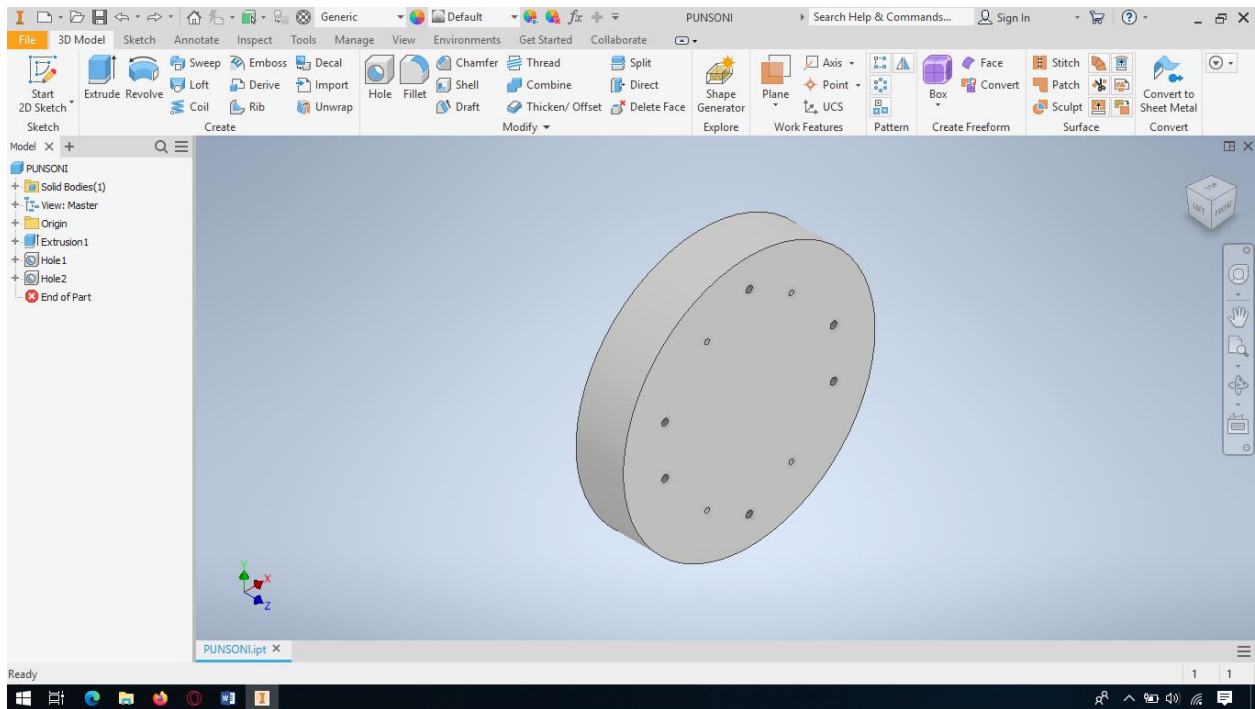 Generic Default fx PUNSONI Search Help & Commands... Sign In
File 3D Model Sketch Annotate Inspect Tools Manage View Environments Get Started Collaborate
Start 2D Sketch
Extrude
Revolve
Sweep
Emboss
Decal
Loft
Derive
Import
Coil
Rib
Unwrap
Hole
Fillet
Chamfer
Thread
Split
Shell
Combine
Direct
Draft
Thicken/ Offset
Delete Face
Shape Generator
Plane
Axis
Point
UCS
Box
Face
Convert
Stitch
Patch
Sculpt
Convert to Sheet Metal
Sketch Create Modify Explore Work Features Pattern Create Freeform Surface Convert
Model
PUNSONI
Solid Bodies(1)
View: Master
Origin
Extrusion1
Hole1
Hole2
End of Part
TOP
LEFT
FRONT
Y
X
Z
PUNSONI.ipt
Ready 1 1